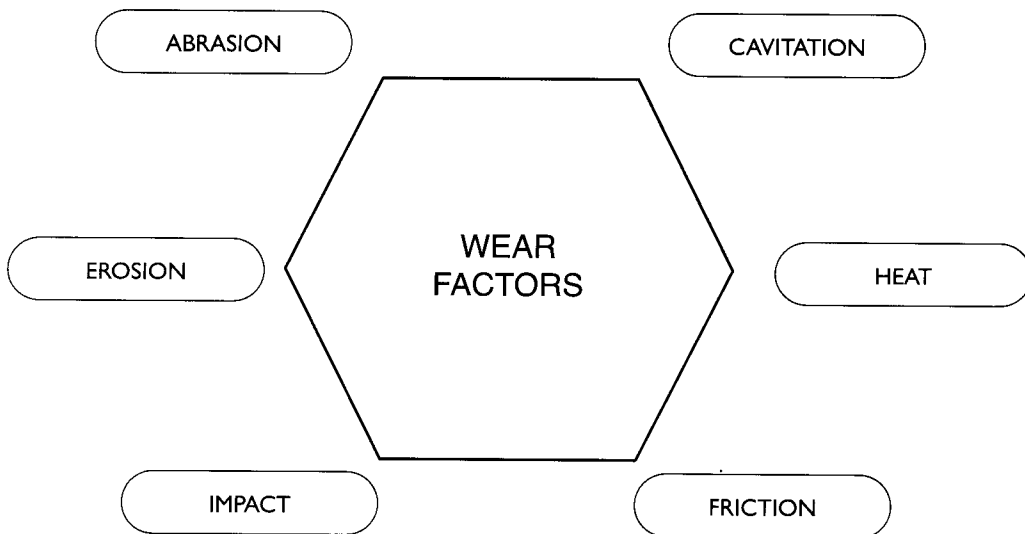 ABRASION
CAVITATION
WEAR
FACTORS
EROSION
HEAT
IMPACT
FRICTION